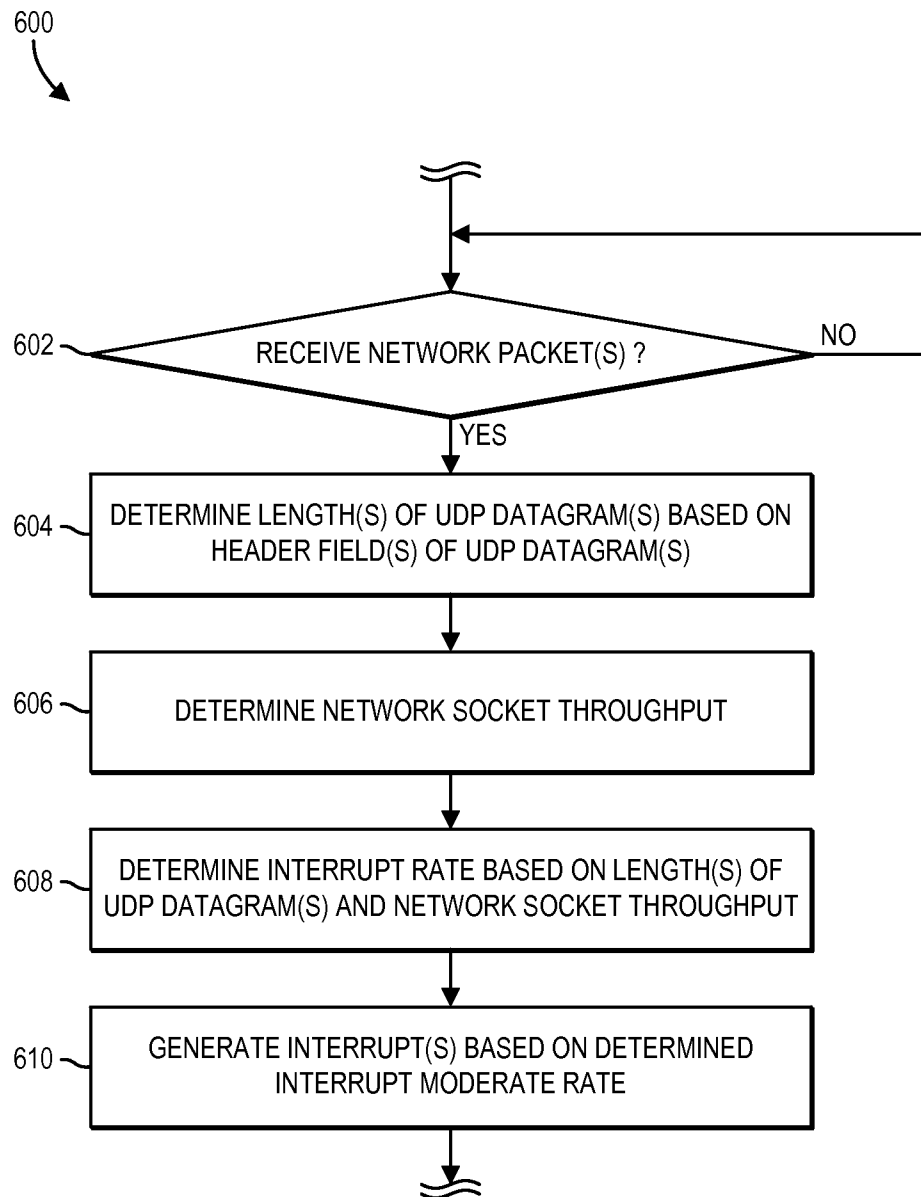 600
602
RECEIVE NETWORK PACKET(S) ?
NO
YES
604
DETERMINE LENGTH(S) OF UDP DATAGRAM(S) BASED ON
HEADER FIELD(S) OF UDP DATAGRAM(S)
606
DETERMINE NETWORK SOCKET THROUGHPUT
608
DETERMINE INTERRUPT RATE BASED ON LENGTH(S) OF
UDP DATAGRAM(S) AND NETWORK SOCKET THROUGHPUT
610
GENERATE INTERRUPT(S) BASED ON DETERMINED
INTERRUPT MODERATE RATE